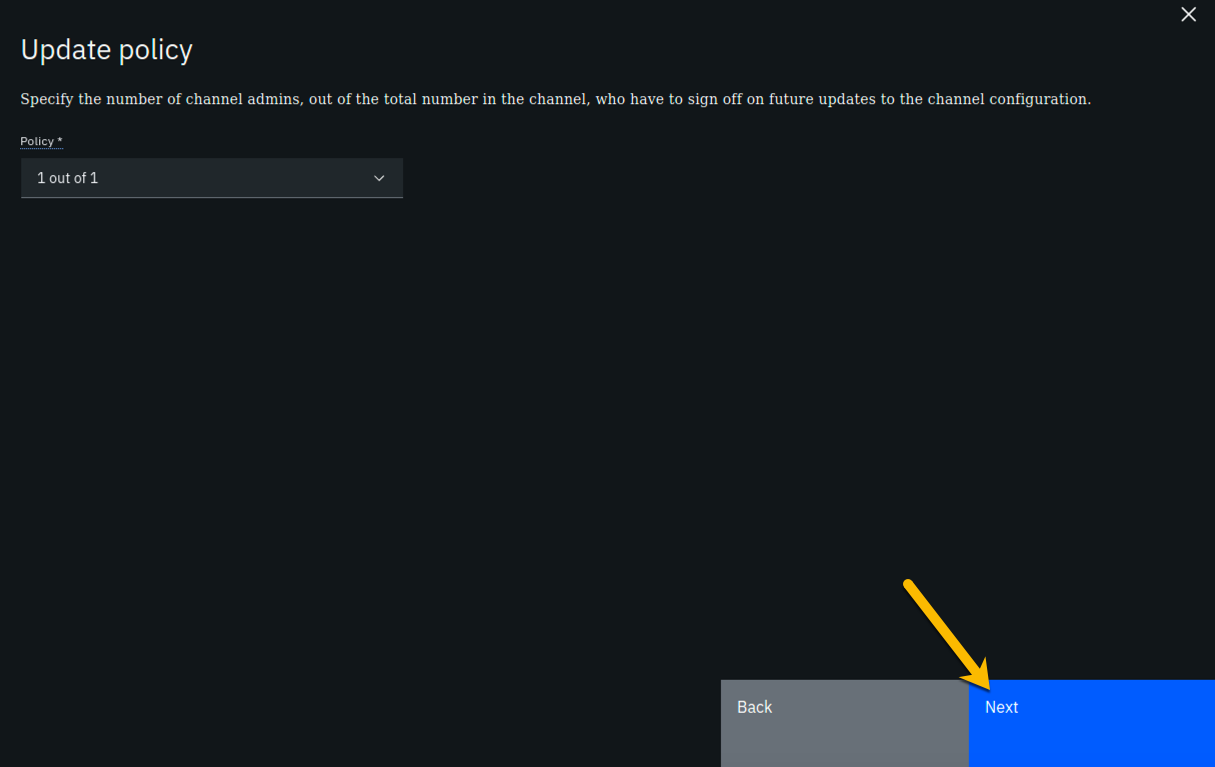 Update policy
Specify the number of channel admins, out of the total number in the channel, who have to sign off on future updates to the channel configuration.
Policy *
1 out of 1
Back
Next